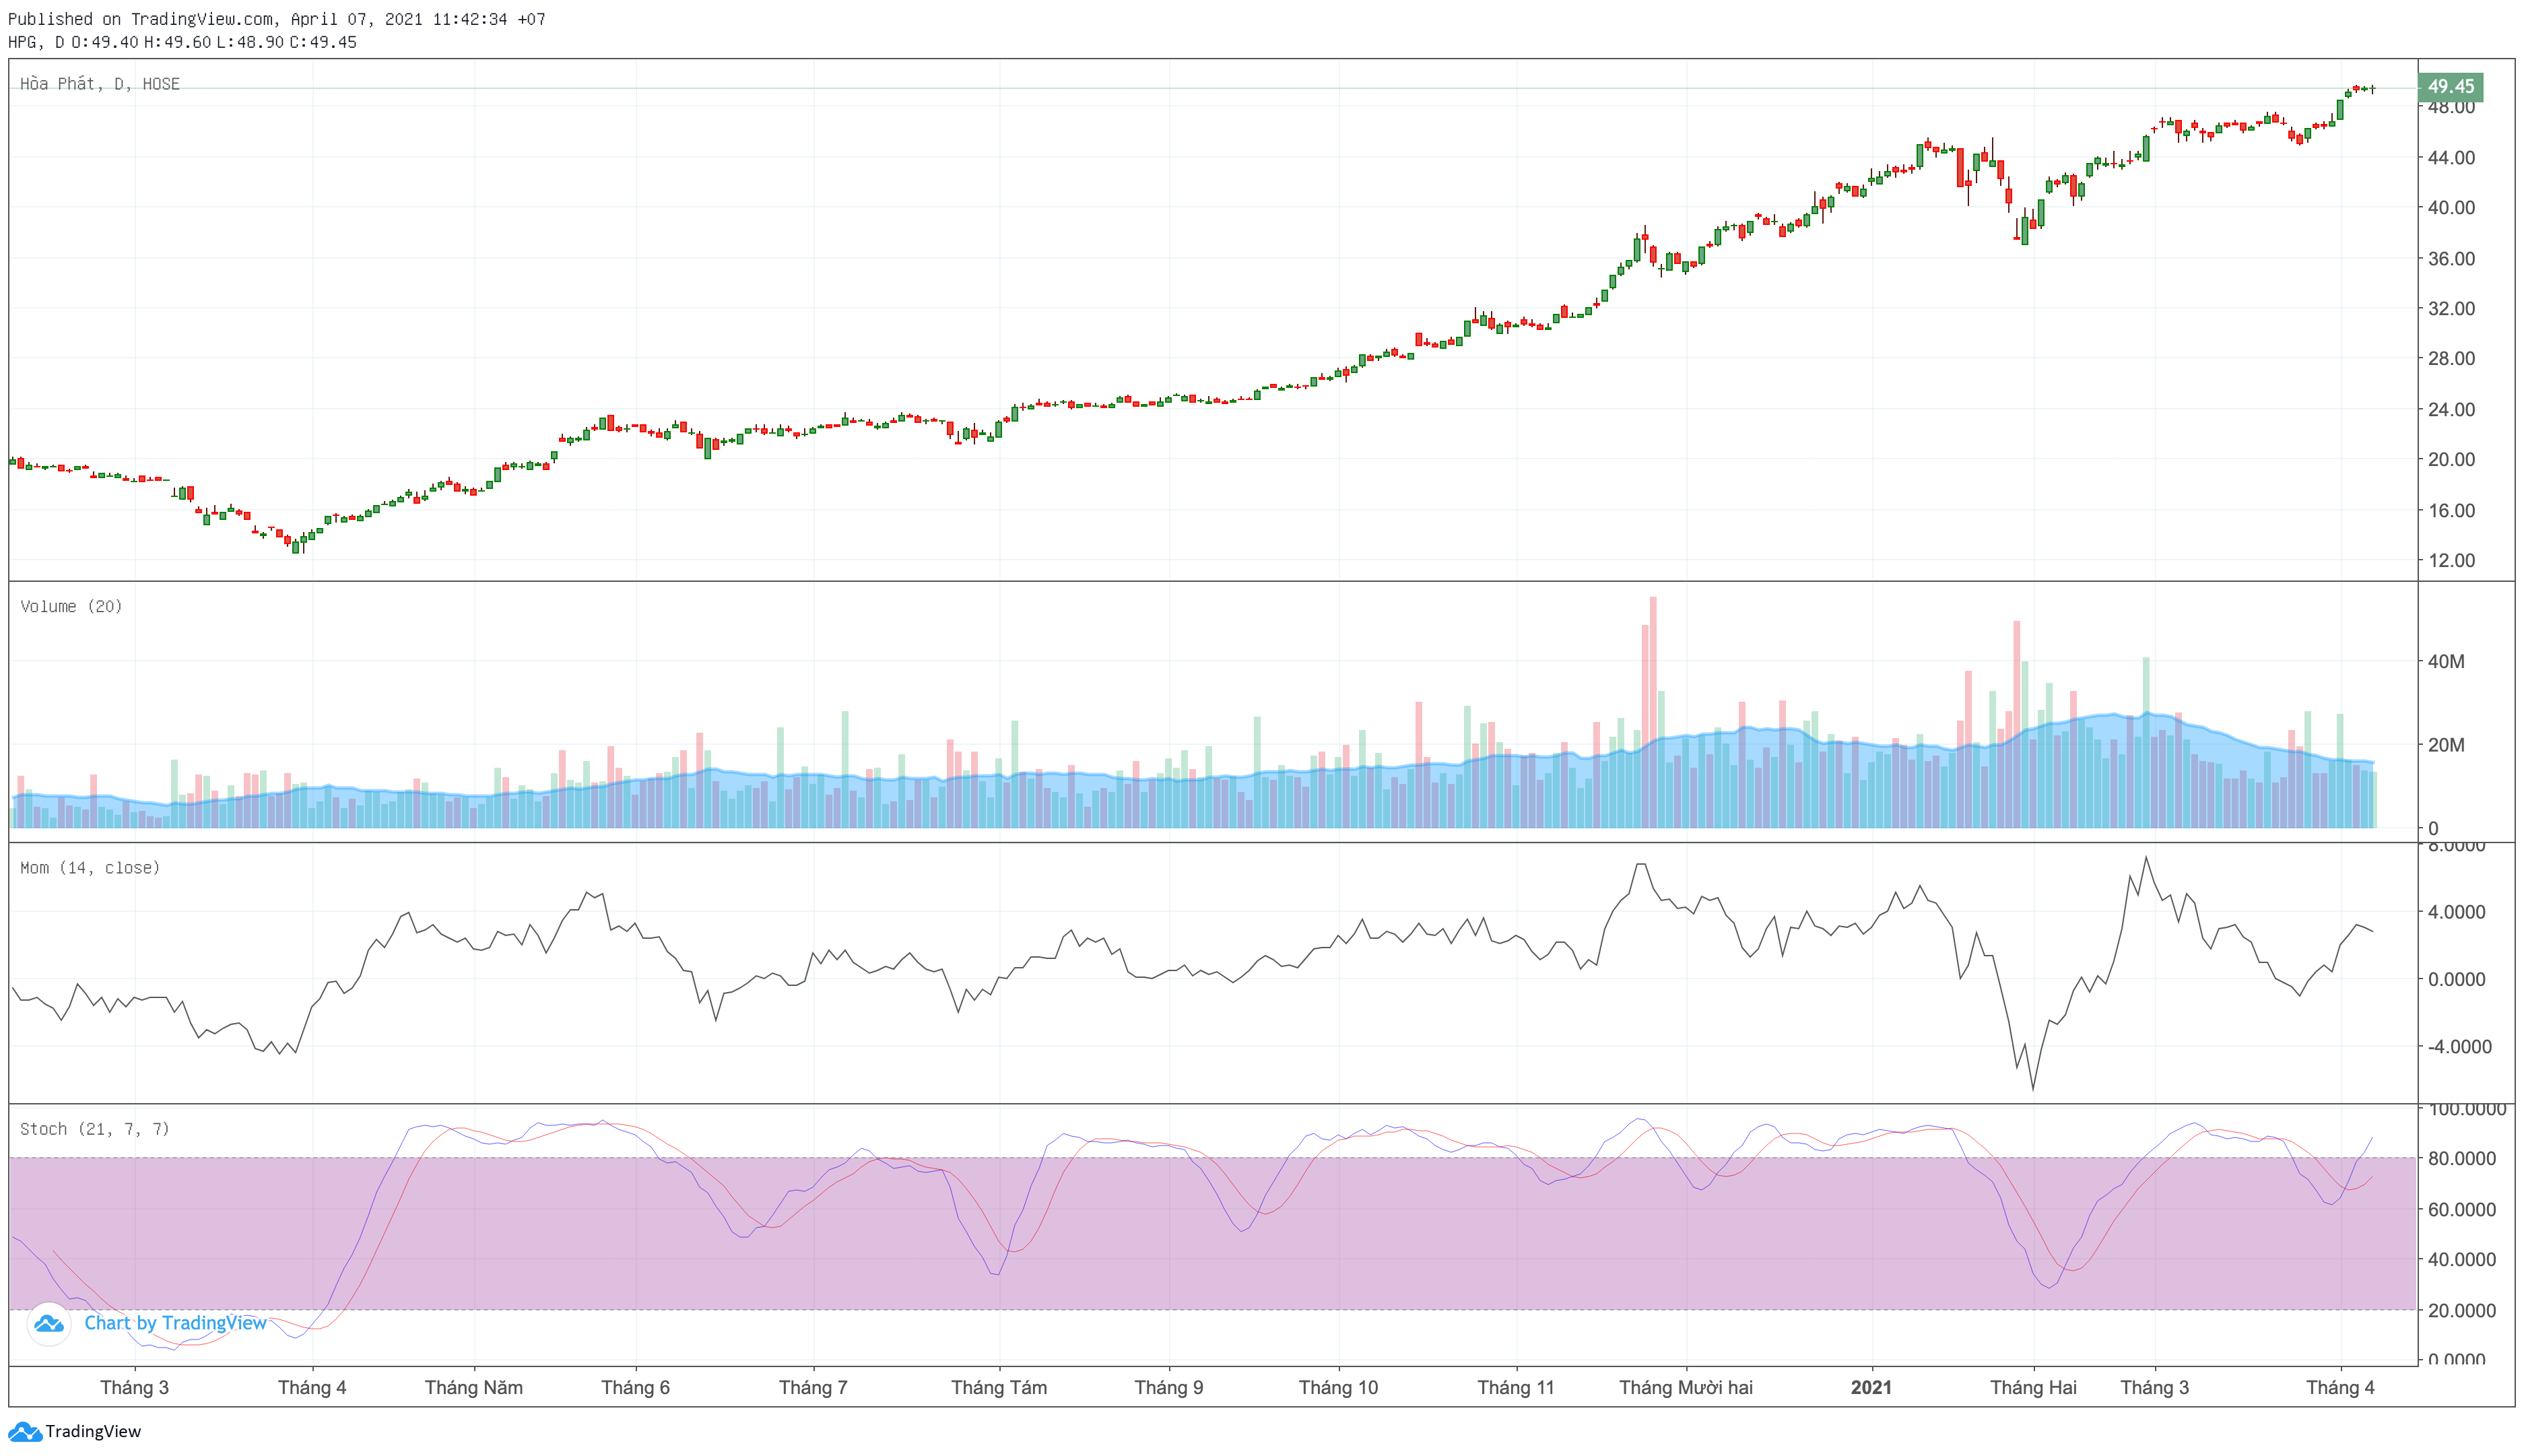 Published on TradingView.com, April 07, 2021 11:42:34 +07
HPG, D O:49.40 H:49.60 L:48.90 C:49.45
Hòa Phát, D, HOSE
49.45
48.00
44.00
40.00
36.00
32.00
28.00
24.00
20.00
16.00
12.00
Volume (20)
40M
20M
0
Mom (14, close)
8.0000
4.0000
0.0000
-4.0000
Stoch (21, 7, 7)
100.0000
80.0000
60.0000
40.0000
20.0000
0.0000
Chart by TradingView
Tháng 3 Tháng 4 Tháng Năm Tháng 6 Tháng 7 Tháng Tám Tháng 9 Tháng 10 Tháng 11 Tháng Mười hai 2021 Tháng Hai Tháng 3 Tháng 4
TradingView